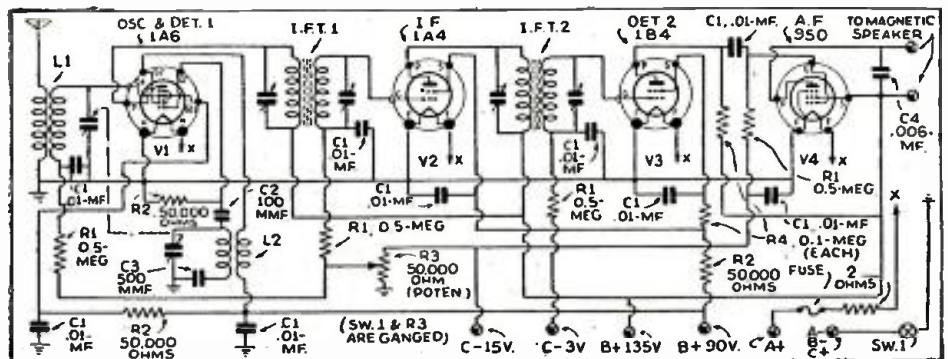 OSC & DET. 1
1A6
I.F.T. 1
I F
1A4
I.F.T. 2
DET. 2
1B4
C1, .01-MF.
A.F
950
TO MAGNETIC
SPEAKER
L1
V1
X
V2
X
V3
X
V4
X
C4
.006-
MF.
C1
.01-
MF
C1
.01-
MF
C1
.01-MF
R2
50,000
OHMS
C2
100
MMF
C1
.01-MF
R1
0.5-
MEG
C1
.01-MF
R1
0.5-MEG
C1, .01-MF
R1
0.5-
MEG
L2
R1, 0.5-MEG
R3
50,000
OHM
(POTEN)
R4
0.1-MEG
(EACH)
X
C3
500
MMF
R2
50,000
OHMS
FUSE
2
OHMS
C1
.01-
MF
R2
50,000
OHMS
C1
.01-
MF
(SW. 1 & R3
ARE GANGED)
C-15V.
C-3V
B+135V
B+90V.
A+
A-
B-
C+
SW.1